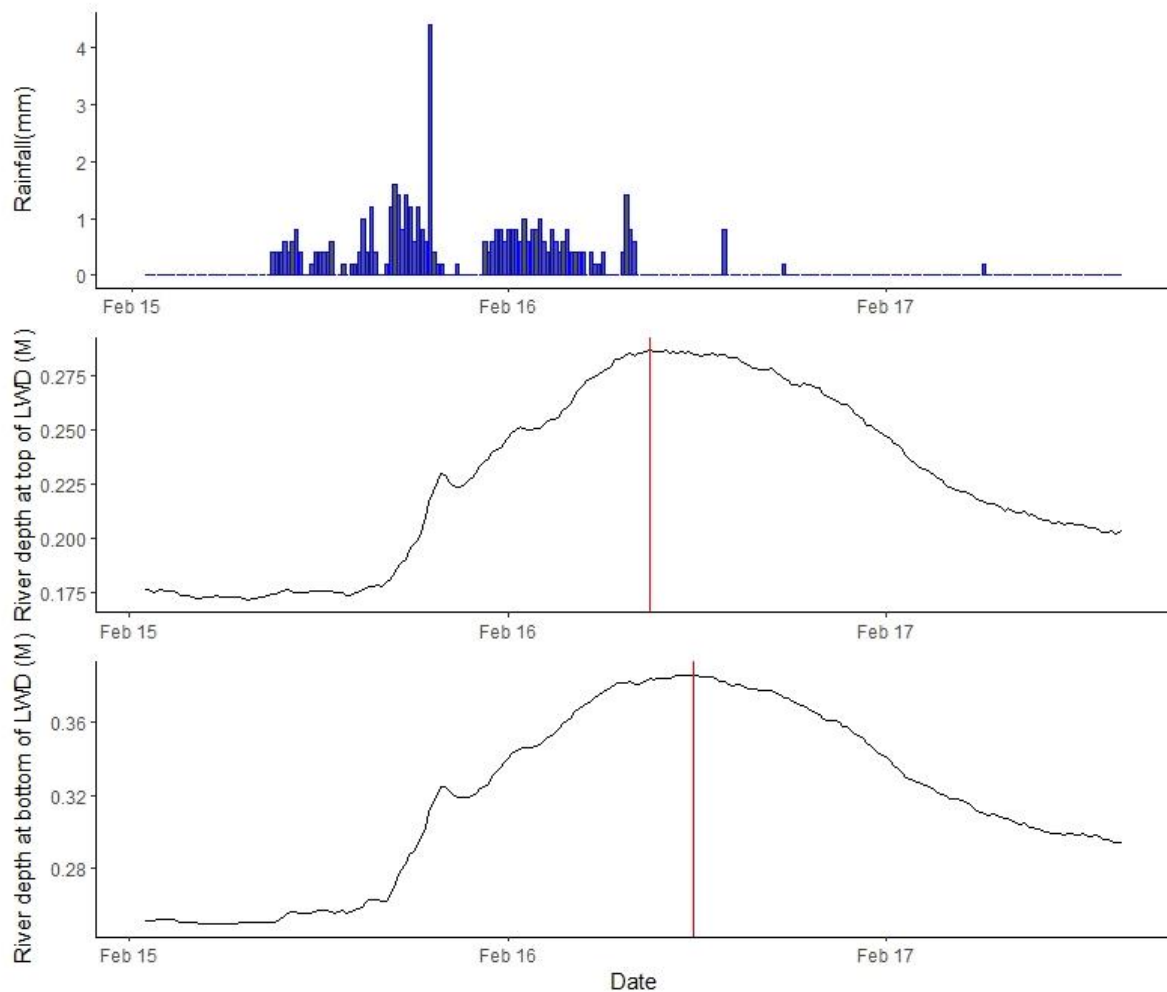 Rainfall(mm)
4
3
2
1
0
Feb 15 Feb 16 Feb 17
River depth at top of LWD (M)
0.275
0.250
0.225
0.200
0.175
Feb 15 Feb 16 Feb 17
River depth at bottom of LWD (M)
0.36
0.32
0.28
Feb 15 Feb 16 Feb 17
Date